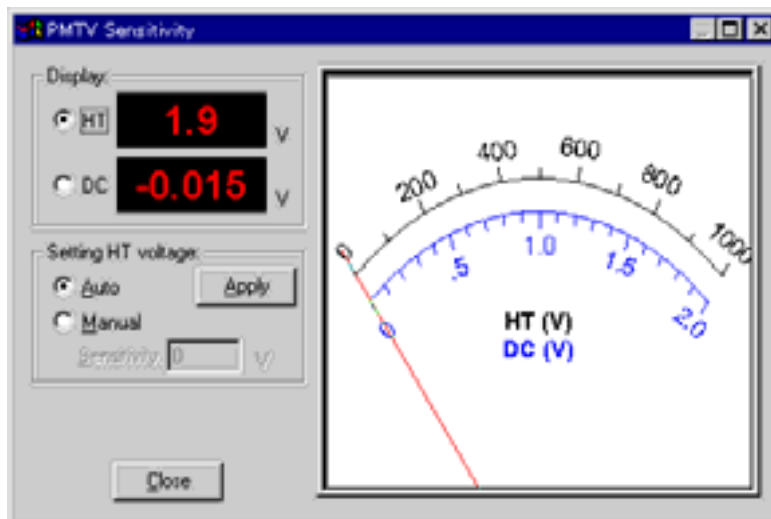 PMTV Sensitivity
Display:
HT 1.9 V
DC -0.015 V
Setting HT voltage:
Auto Apply
Manual
Sensitivity 0 V
Close
0 200 400 600 800 1000
0 .5 1.0 1.5 2.0
HT (V)
DC (V)